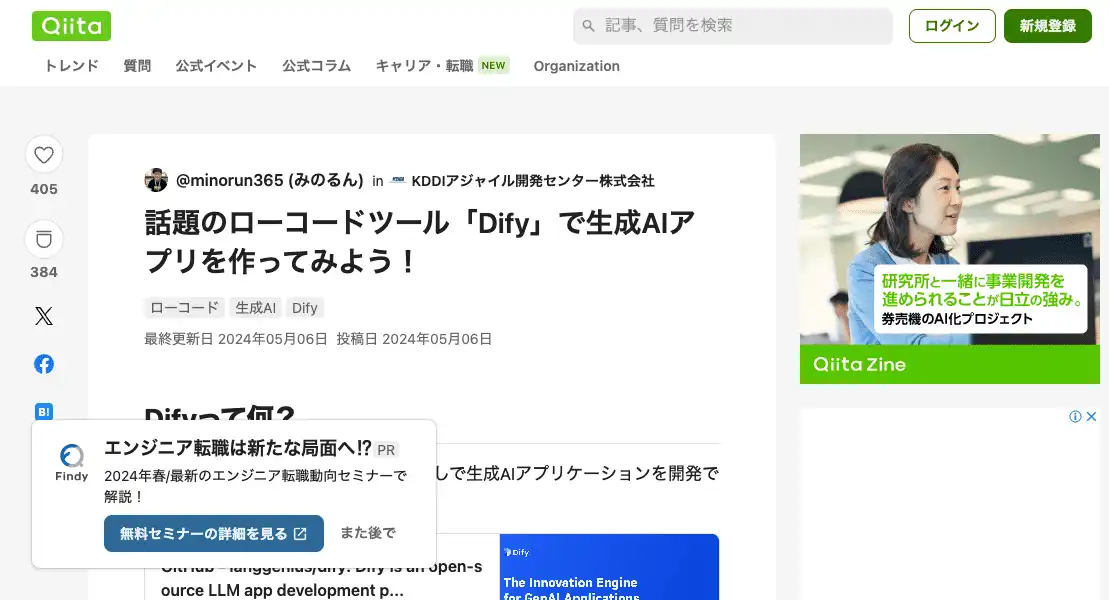 Qiita
記事、質問を検索
ログイン
新規登録
トレンド 質問 公式イベント 公式コラム キャリア・転職 NEW Organization
405
384
@minorun365 (みのるん) in KDDIアジャイル開発センター株式会社
話題のローコードツール「Dify」で生成AIア
プリを作ってみよう！
ローコード 生成AI Dify
最終更新日 2024年05月06日 投稿日 2024年05月06日
Difyって何？
しで生成AIアプリケーションを開発で
B!
Findy
エンジニア転職は新たな局面へ!? PR
2024年春/最新のエンジニア転職動向セミナーで
解説！
無料セミナーの詳細を見る
また後で
GitHub - langgenius/dify: Dify is an open-s
ource LLM app development p...
Dify
The Innovation Engine
for GenAI Applications
研究所と一緒に事業開発を
進められることが日立の強み。
券売機のAI化プロジェクト
Qiita Zine